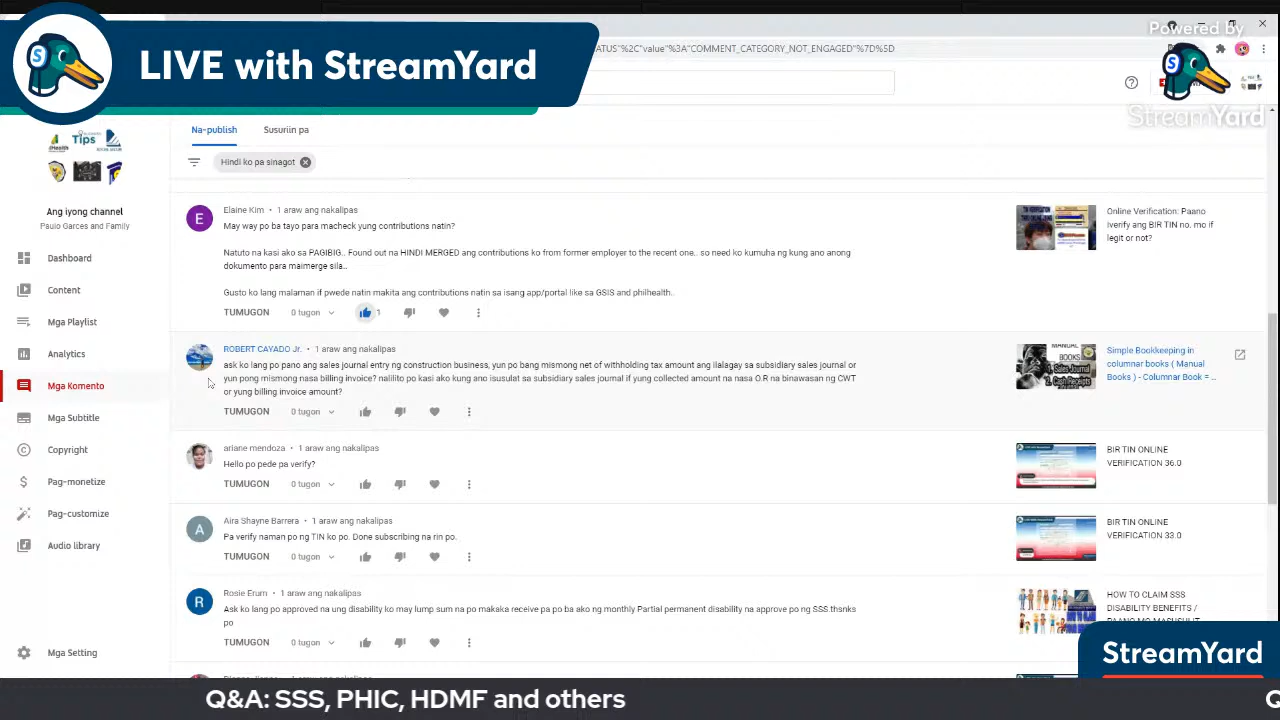 LIVE with StreamYard
Powered by
StreamYard
ATUS"%2C"value"%3A"COMMENT_CATEGORY_NOT_ENGAGED"%7D%5D
Tips
Ang iyong channel
Paulo Garces and Family
Dashboard
Content
Mga Playlist
Analytics
Mga Komento
Mga Subtitle
Copyright
Pag-monetize
Pag-customize
Audio library
Mga Setting
Na-publish
Susuriin pa
Hindi ko pa sinagot
Elaine Kim • 1 araw ang nakalipas
May way po ba tayo para macheck yung contributions natin?
Natuto na kasi ako sa PAGIBIG.. Found out na HINDI MERGED ang contributions ko from former employer to the recent one.. so need ko kumuha ng kung ano anong
dokumento para maimerge sila..
Gusto ko lang malaman if pwede natin makita ang contributions natin sa isang app/portal like sa GSIS and philhealth..
TUMUGON 0 tugon 1
Online Verification: Paano
iverify ang BIR TIN no. mo if
legit or not?
ROBERT CAYADO Jr. • 1 araw ang nakalipas
ask ko lang po pano ang sales journal entry ng construction business, yun po bang mismong net of withholding tax amount ang ilalagay sa subsidiary sales journal or
yun pong mismong nasa billing invoice? nalilito po kasi ako kung ano isusulat sa subsidiary sales journal if yung collected amount na nasa O.R na binawasan ng CWT
or yung billing invoice amount?
TUMUGON 0 tugon
MANUAL
BOOKS
1. Sales Journal
2. Cash Receipts
Simple Bookkeeping in
columnar books ( Manual
Books ) - Columnar Book = ...
ariane mendoza • 1 araw ang nakalipas
Hello po pede pa verify?
TUMUGON 0 tugon
BIR TIN ONLINE
VERIFICATION 36.0
A
Aira Shayne Barrera • 1 araw ang nakalipas
Pa verify naman po ng TIN ko po. Done subscribing na rin po.
TUMUGON 0 tugon
BIR TIN ONLINE
VERIFICATION 33.0
R
Rosie Erum • 1 araw ang nakalipas
Ask ko lang po approved na ung disability ko may lump sum na po makaka receive pa po ba ako ng monthly Partial permanent disability na approve po ng SSS thsnks
po
TUMUGON 0 tugon
HOW TO CLAIM SSS
DISABILITY BENEFITS /
StreamYard
Q&A: SSS, PHIC, HDMF and others